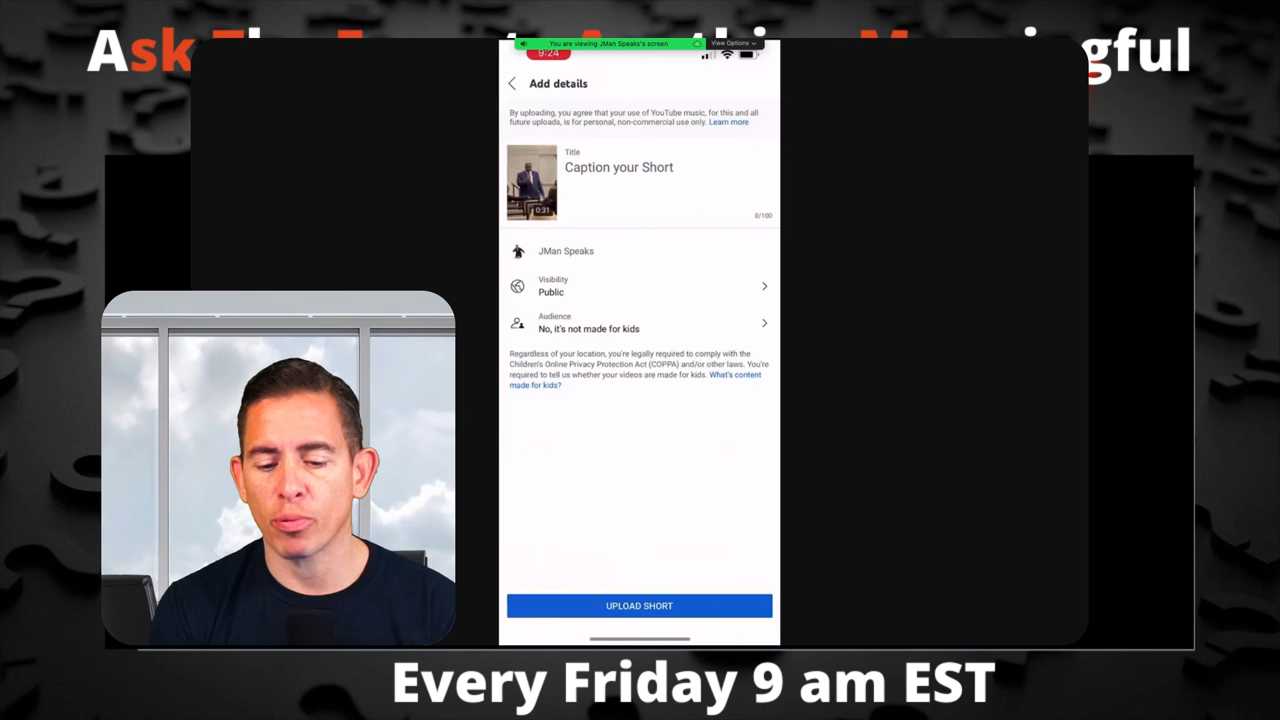 Ask
gful
You are viewing JMan Speaks's screen
View Options
9:24
Add details
By uploading, you agree that your use of YouTube music, for this and all
future uploads, is for personal, non-commercial use only. Learn more
Title
Caption your Short
0:31
0/100
JMan Speaks
Visibility
Public
Audience
No, it's not made for kids
Regardless of your location, you're legally required to comply with the
Children's Online Privacy Protection Act (COPPA) and/or other laws. You're
required to tell us whether your videos are made for kids. What's content
made for kids?
UPLOAD SHORT
Every Friday 9 am EST